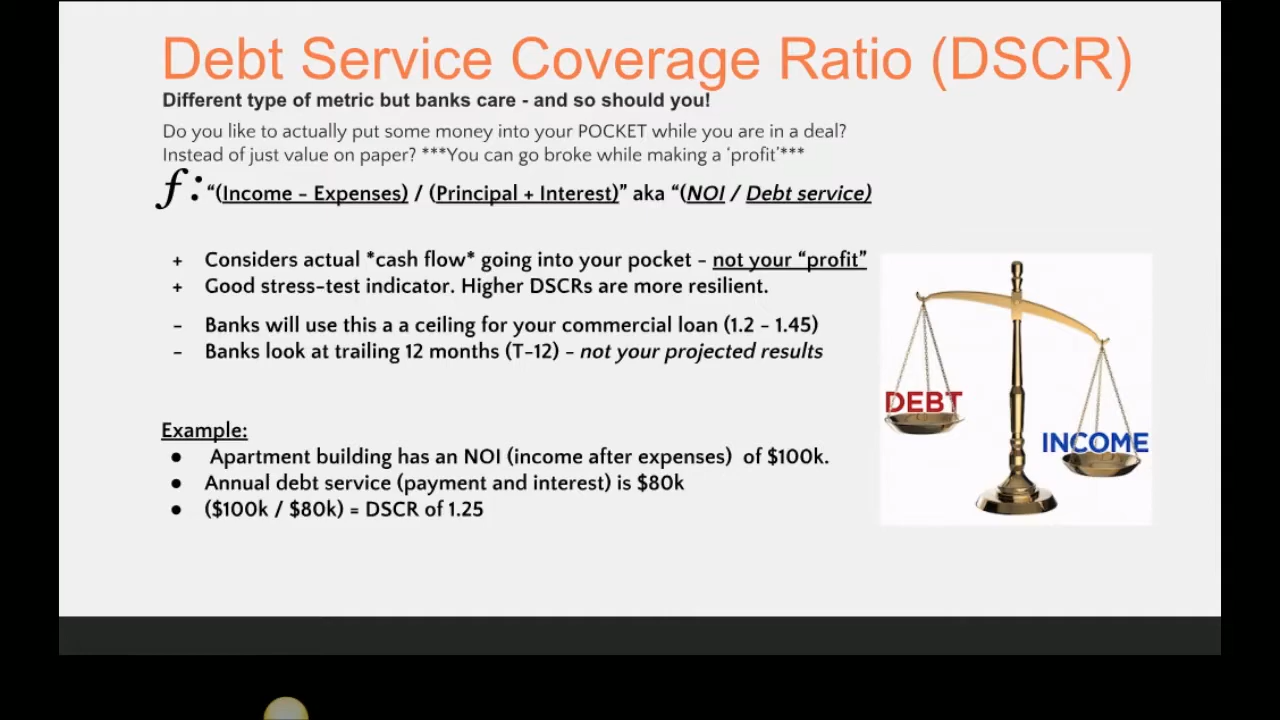 Debt Service Coverage Ratio (DSCR)
Different type of metric but banks care - and so should you!
Do you like to actually put some money into your POCKET while you are in a deal?
Instead of just value on paper? ***You can go broke while making a ‘profit’***
f: “(Income – Expenses) / (Principal + Interest)” aka “(NOI / Debt service)
+ Considers actual *cash flow* going into your pocket – not your “profit”
+ Good stress-test indicator. Higher DSCRs are more resilient.
– Banks will use this a a ceiling for your commercial loan (1.2 – 1.45)
– Banks look at trailing 12 months (T-12) – not your projected results
DEBT
INCOME
Example:
● Apartment building has an NOI (income after expenses) of $100k.
● Annual debt service (payment and interest) is $80k
● ($100k / $80k) = DSCR of 1.25